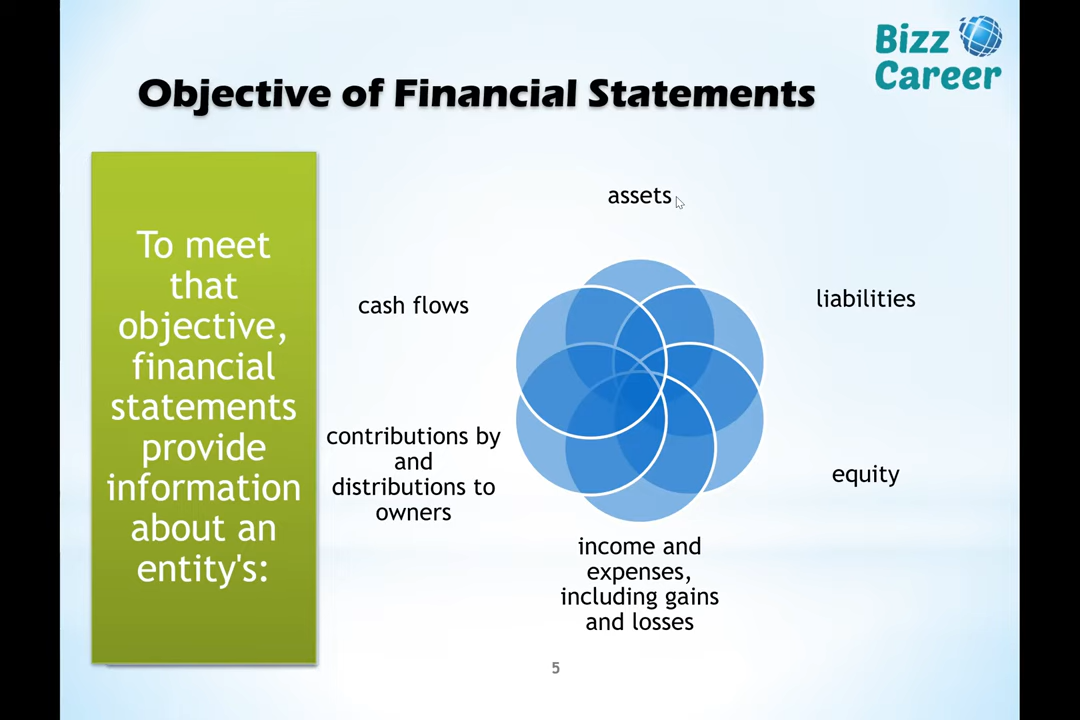 Bizz
Career
Objective of Financial Statements
To meet
that
objective,
financial
statements
provide
information
about an
entity's:
assets
liabilities
equity
income and
expenses,
including gains
and losses
contributions by
and
distributions to
owners
cash flows
5